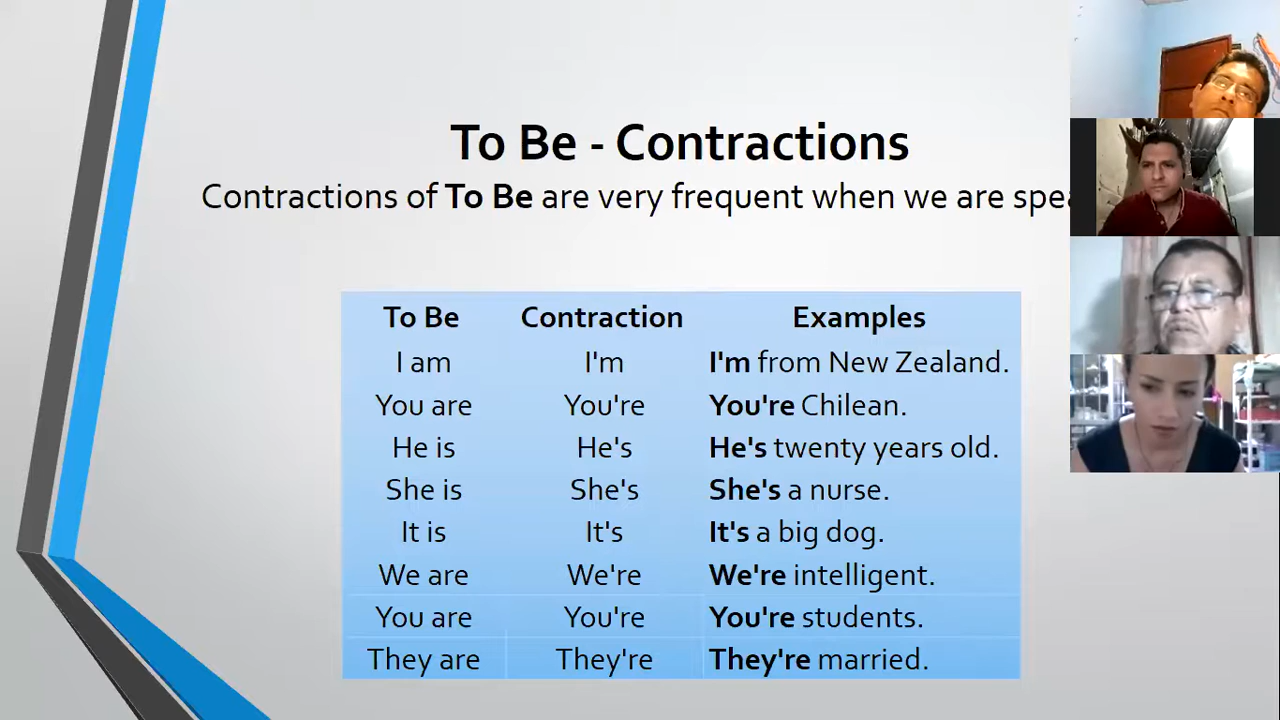 To Be - Contractions
Contractions of To Be are very frequent when we are
To Be Contraction Examples
I am I'm I'm from New Zealand.
You are You're You're Chilean.
He is He's He's twenty years old.
She is She's She's a nurse.
It is It's It's a big dog.
We are We're We're intelligent.
You are You're You're students.
They are They're They're married.